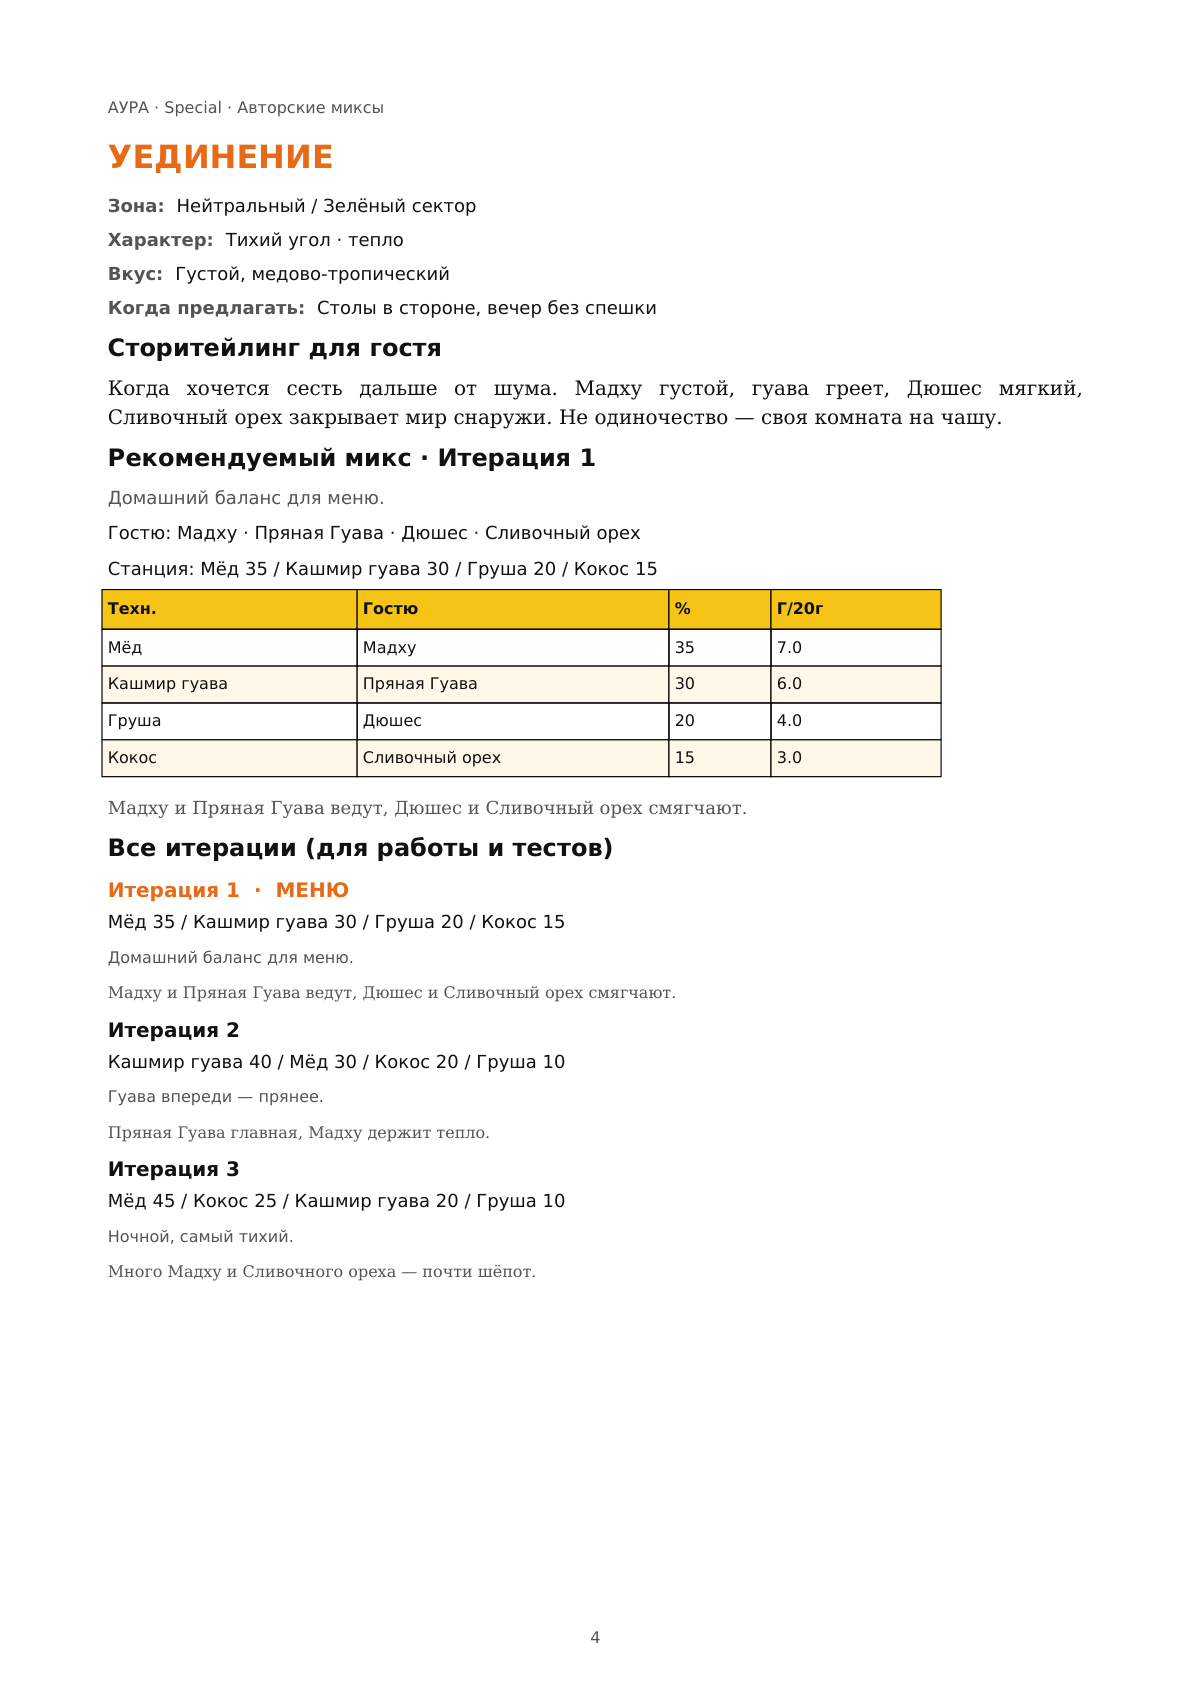 АУРА · Special · Авторские миксы
УЕДИНЕНИЕ
Зона: Нейтральный / Зелёный сектор
Характер: Тихий угол · тепло
Вкус: Густой, медово-тропический
Когда предлагать: Столы в стороне, вечер без спешки
Сторитейлинг для гостя
Когда хочется сесть дальше от шума. Мадху густой, гуава греет, Дюшес мягкий,
Сливочный орех закрывает мир снаружи. Не одиночество — своя комната на чашу.
Рекомендуемый микс · Итерация 1
Домашний баланс для меню.
Гостю: Мадху · Пряная Гуава · Дюшес · Сливочный орех
Станция: Мёд 35 / Кашмир гуава 30 / Груша 20 / Кокос 15
Техн. Гостю % Г/20г
Мёд Мадху 35 7.0
Кашмир гуава Пряная Гуава 30 6.0
Груша Дюшес 20 4.0
Кокос Сливочный орех 15 3.0
Мадху и Пряная Гуава ведут, Дюшес и Сливочный орех смягчают.
Все итерации (для работы и тестов)
Итерация 1 · МЕНЮ
Мёд 35 / Кашмир гуава 30 / Груша 20 / Кокос 15
Домашний баланс для меню.
Мадху и Пряная Гуава ведут, Дюшес и Сливочный орех смягчают.
Итерация 2
Кашмир гуава 40 / Мёд 30 / Кокос 20 / Груша 10
Гуава впереди — прянее.
Пряная Гуава главная, Мадху держит тепло.
Итерация 3
Мёд 45 / Кокос 25 / Кашмир гуава 20 / Груша 10
Ночной, самый тихий.
Много Мадху и Сливочного ореха — почти шёпот.
4